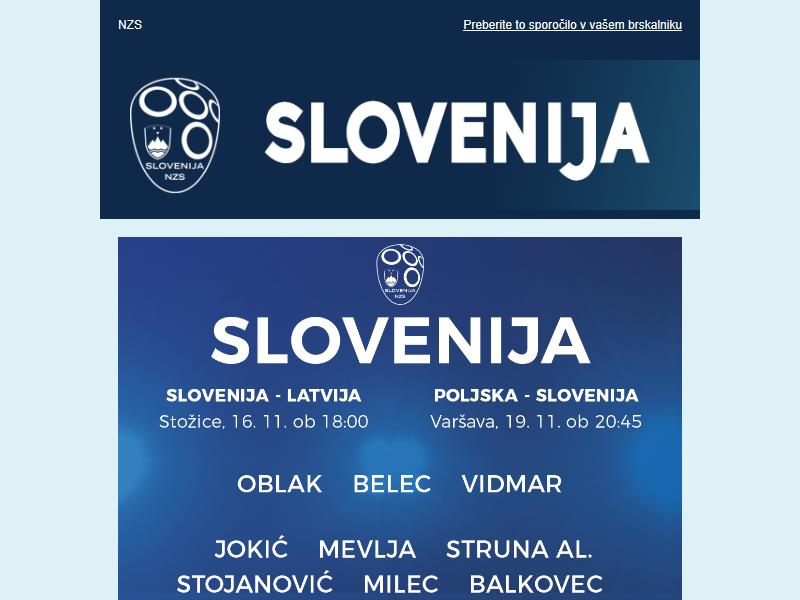 NZS
Preberite to sporočilo v vašem brskalniku
SLOVENIJA
NZS
SLOVENIJA
SLOVENIJA
NZS
SLOVENIJA
SLOVENIJA - LATVIJA
Stožice, 16. 11. ob 18:00
POLJSKA - SLOVENIJA
Varšava, 19. 11. ob 20:45
OBLAK BELEC VIDMAR
JOKIĆ MEVLJA STRUNA AL.
STOJANOVIĆ MILEC BALKOVEC